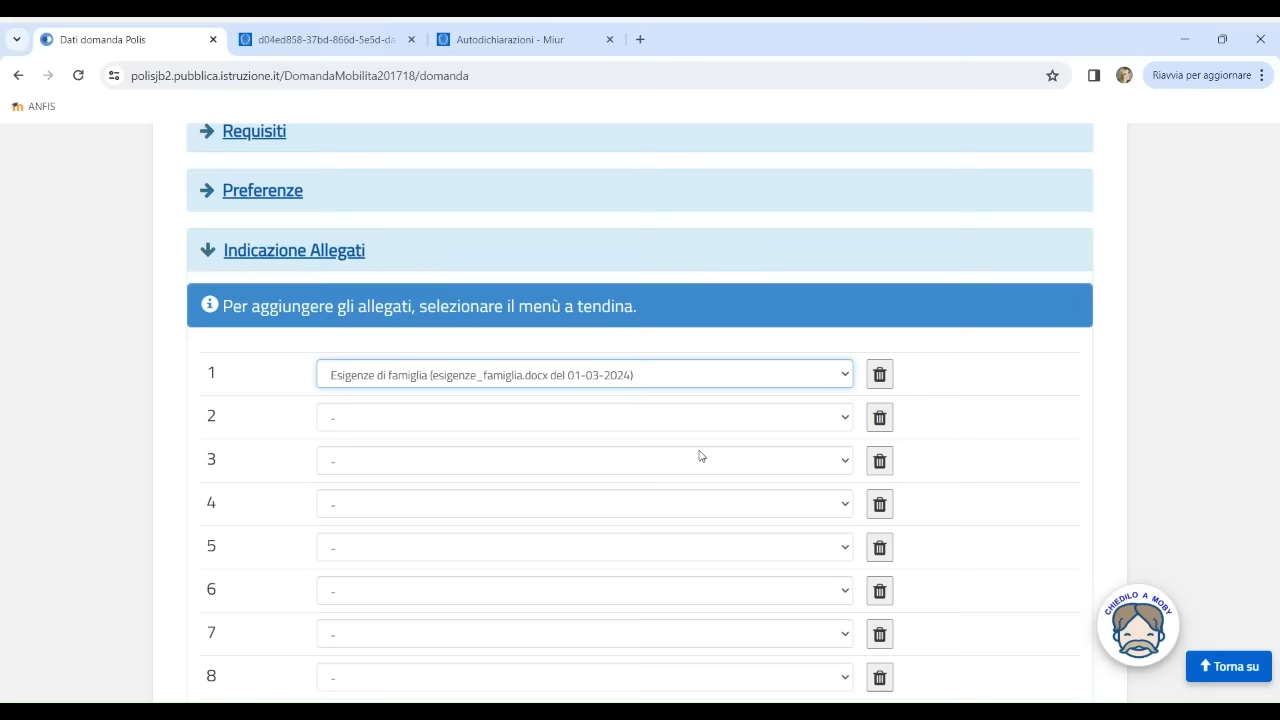 Dati domanda Polis
d04ed858-37bd-866d-5e5d-da
Autodichiarazioni - Miur
polisjb2.pubblica.istruzione.it/DomandaMobilita201718/domanda
Riavvia per aggiornare
ANFIS
Requisiti
Preferenze
Indicazione Allegati
Per aggiungere gli allegati, selezionare il menù a tendina.
1 Esigenze di famiglia (esigenze_famiglia.docx del 01-03-2024)
2 -
3 -
4 -
5 -
6 -
7 -
8 -
CHIEDILO A MOBY
Torna su